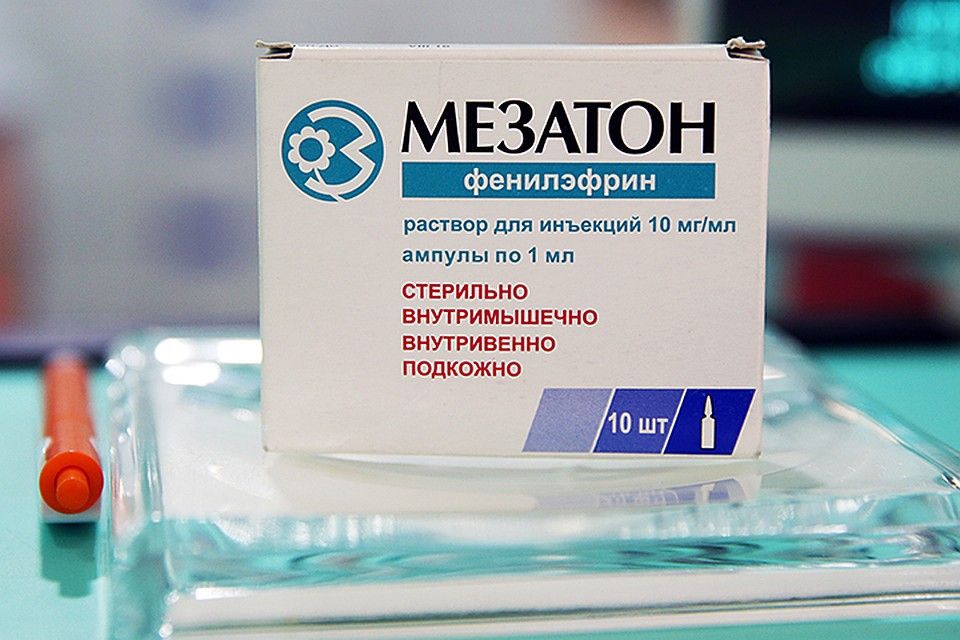 МЕЗАТОН
фенилэфрин
раствор для инъекций 10 мг/мл
ампулы по 1 мл
СТЕРИЛЬНО
ВНУТРИМЫШЕЧНО
ВНУТРИВЕННО
ПОДКОЖНО
10 шт